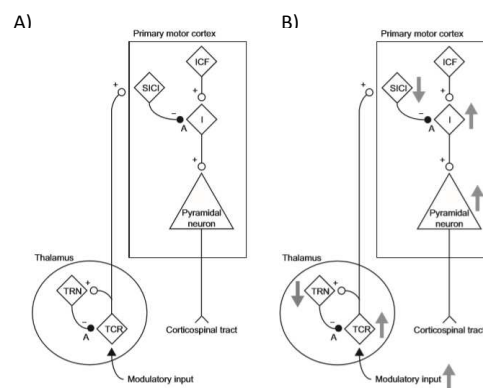 A)
Primary motor cortex
ICF
+
+
SICI
−
A
I
+
Pyramidal
neuron
Thalamus
TRN
+
−
A
TCR
Corticospinal tract
Modulatory input
B)
Primary motor cortex
ICF
+
+
SICI
−
A
I
+
Pyramidal
neuron
Thalamus
TRN
+
−
A
TCR
Corticospinal tract
Modulatory input